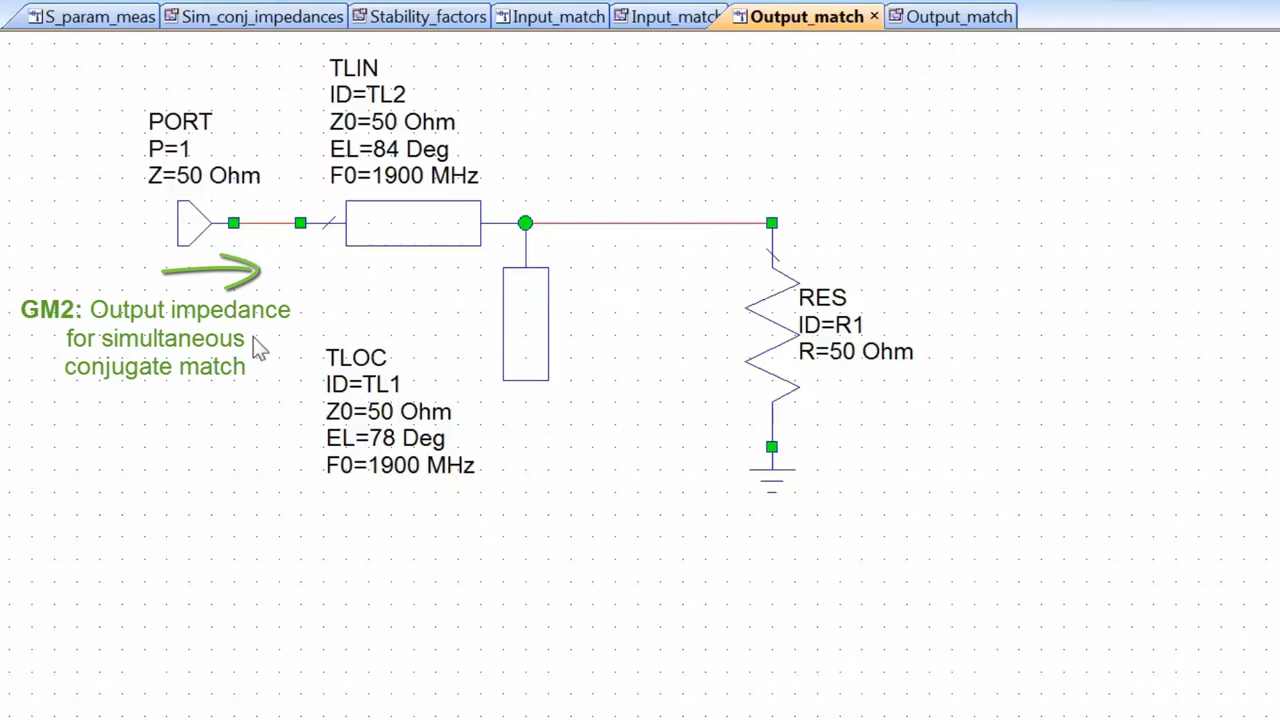 S_param_meas
Sim_conj_impedances
Stability_factors
Input_match
Input_matc
Output_match ×
Output_match
TLIN
ID=TL2
Z0=50 Ohm
EL=84 Deg
F0=1900 MHz
PORT
P=1
Z=50 Ohm
GM2: Output impedance
for simultaneous
conjugate match
TLOC
ID=TL1
Z0=50 Ohm
EL=78 Deg
F0=1900 MHz
RES
ID=R1
R=50 Ohm